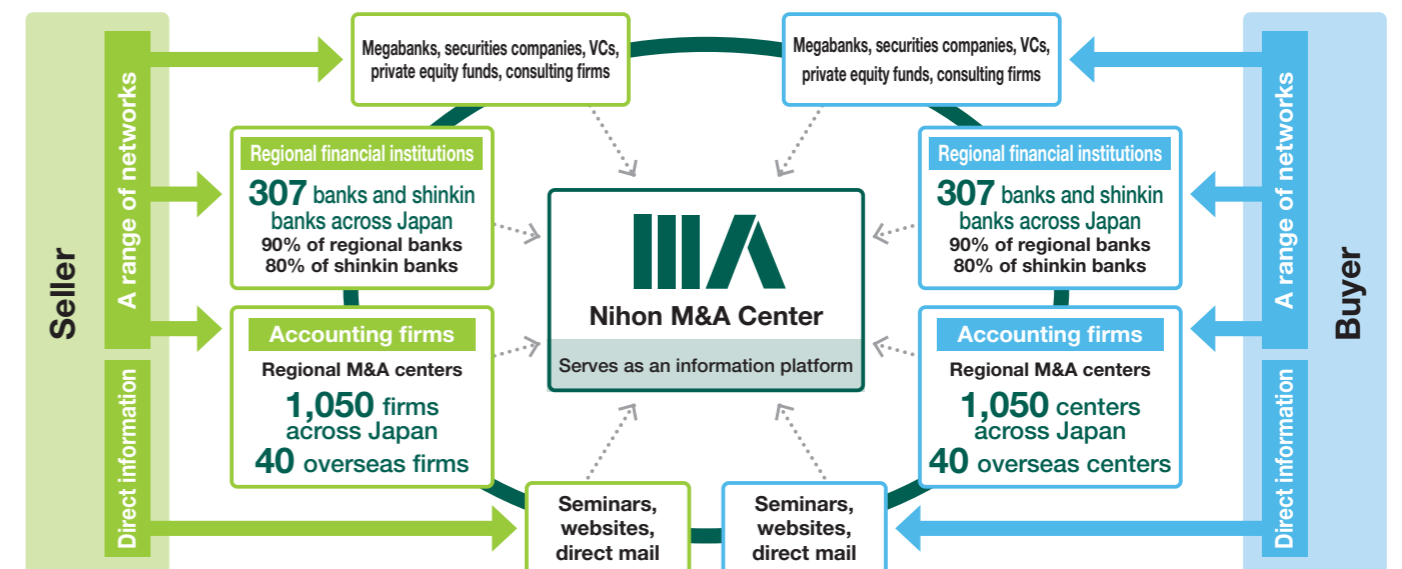 Seller
A range of networks
Direct information
Megabanks, securities companies, VCs,
private equity funds, consulting firms
Regional financial institutions
307 banks and shinkin
banks across Japan
90% of regional banks
80% of shinkin banks
Accounting firms
Regional M&A centers
1,050 firms
across Japan
40 overseas firms
Seminars,
websites,
direct mail
Nihon M&A Center
Serves as an information platform
Megabanks, securities companies, VCs,
private equity funds, consulting firms
Regional financial institutions
307 banks and shinkin
banks across Japan
90% of regional banks
80% of shinkin banks
Accounting firms
Regional M&A centers
1,050 centers
across Japan
40 overseas centers
Seminars,
websites,
direct mail
A range of networks
Direct information
Buyer